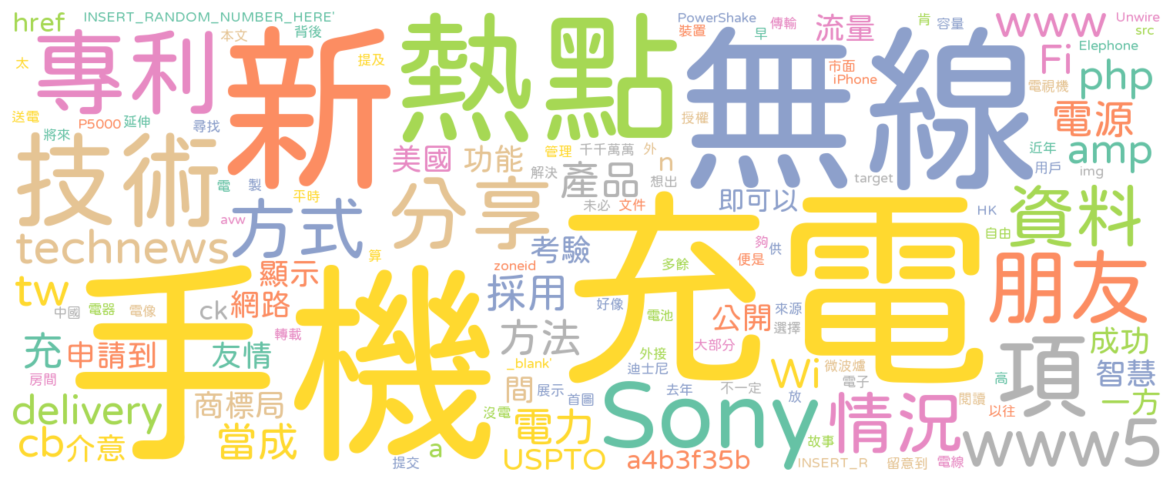 href
INSERT_RANDOM_NUMBER_HERE'
本文
背後
專利
新
提及
太
P5000
延伸
送電
將來
尋找
熱點
無線
PowerShake
裝置
早
傳輸
流量
肯
容量
www
Unwire
src
Elephone
市面
iPhone
Fi
php
電視機
授權
電源
amp
近年
用戶
img
技術
美國
功能
管理
千千萬萬
外
解決
n
產品
想出
target
電
製
平時
avw
分享
未必
文件
即可以
HK
資料
自由
technews
方式
算
考驗
夠
供
便是
多餘
zoneid
顯示
tw
中國
電器
電像
ck
網路
轉載
手機
採用
好像
電池
充電
公開
來源
選擇
朋友
充
申請到
友情
方法
大部分
外接
迪士尼
_blank'
房間
間
展示
首圖
去年
不一定
Wi
微波爐
電子
放
高
項
成功
智慧
delivery
商標局
沒電
電力
Sony
故事
情況
閱讀
以往
一方
cb
介意
當成
a
提交
USPTO
a4b3f35b
INSERT_R
留意到
電線
www5